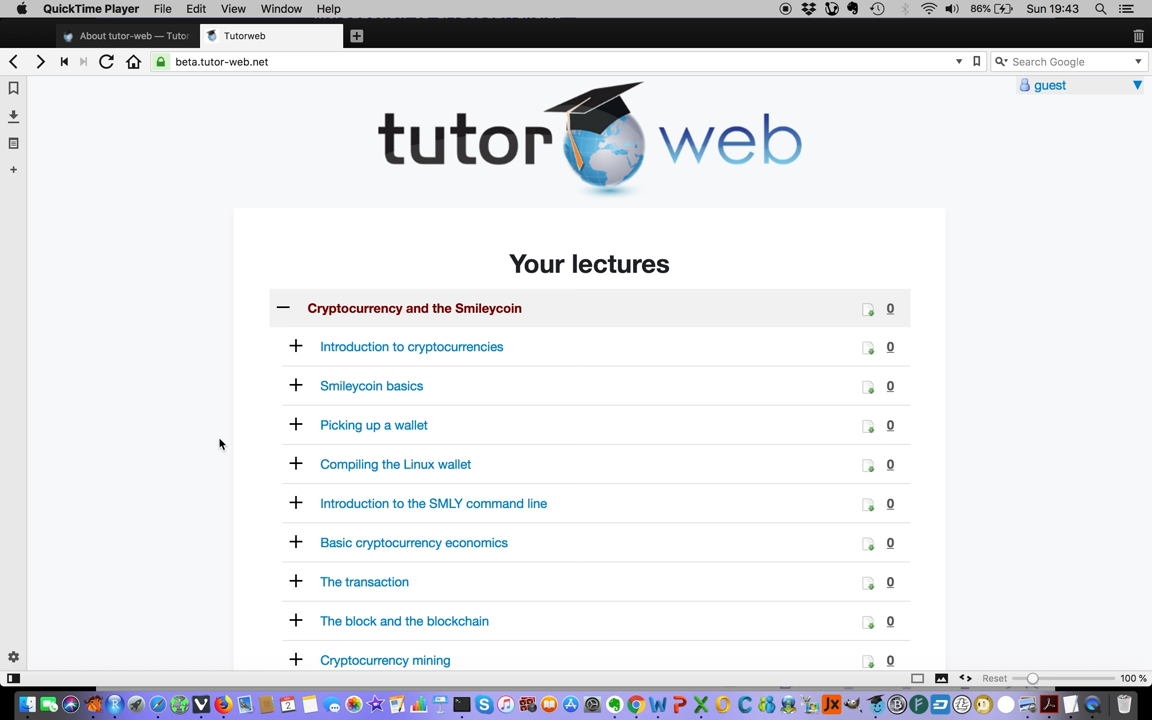 QuickTime Player File Edit View Window Help 86% Sun 19:43
About tutor-web — Tutor Tutorweb
beta.tutor-web.net Search Google
guest
tutor web
Your lectures
Cryptocurrency and the Smileycoin 0
Introduction to cryptocurrencies 0
Smileycoin basics 0
Picking up a wallet 0
Compiling the Linux wallet 0
Introduction to the SMLY command line 0
Basic cryptocurrency economics 0
The transaction 0
The block and the blockchain 0
Cryptocurrency mining 0
Reset 100 %